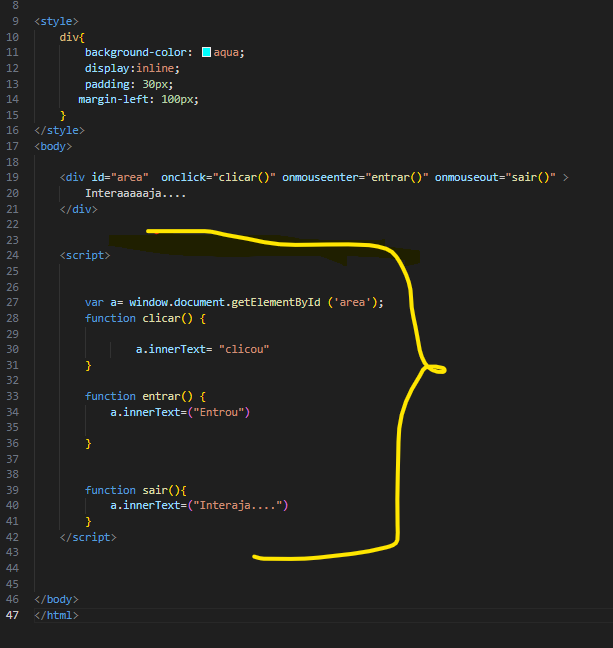 8
9 <style>
10 div{
11 background-color: aqua;
12 display:inline;
13 padding: 30px;
14 margin-left: 100px;
15 }
16 </style>
17 <body>
18
19 <div id="area"  onclick="clicar()" onmouseenter="entrar()" onmouseout="sair()" >
20 Interaaaaaja....
21 </div>
22
23
24 <script>
25
26
27 var a= window.document.getElementById ('area');
28 function clicar() {
29
30 a.innerText= "clicou"
31 }
32
33 function entrar() {
34 a.innerText=("Entrou")
35
36 }
37
38
39 function sair(){
40 a.innerText=("Interaja....")
41 }
42 </script>
43
44
45
46 </body>
47 </html>